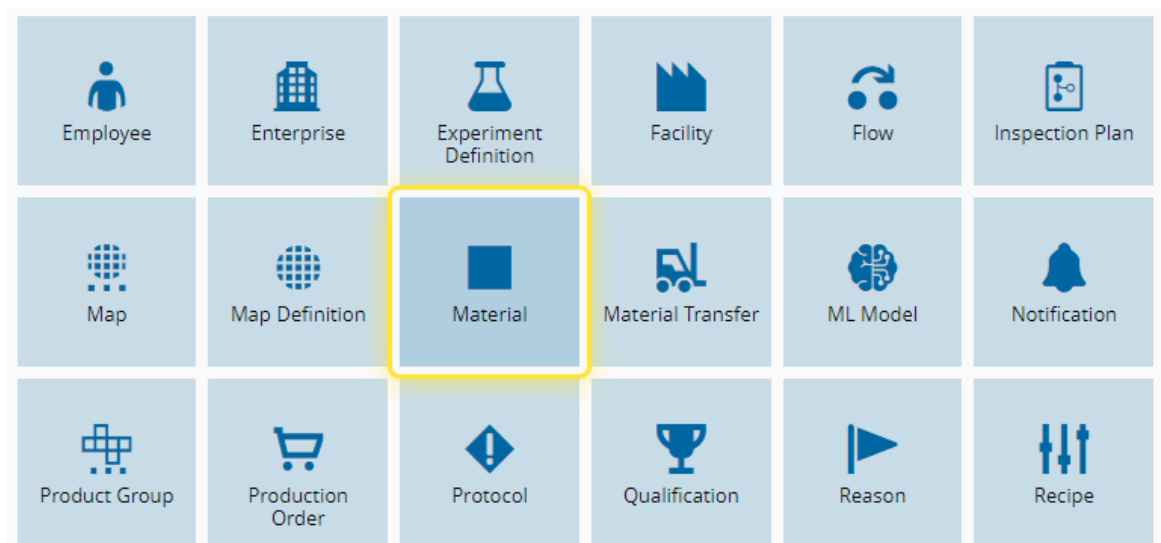 Employee
Enterprise
Experiment
Definition
Facility
Flow
Inspection Plan
Map
Map Definition
Material
Material Transfer
ML Model
Notification
Product Group
Production
Order
Protocol
Qualification
Reason
Recipe